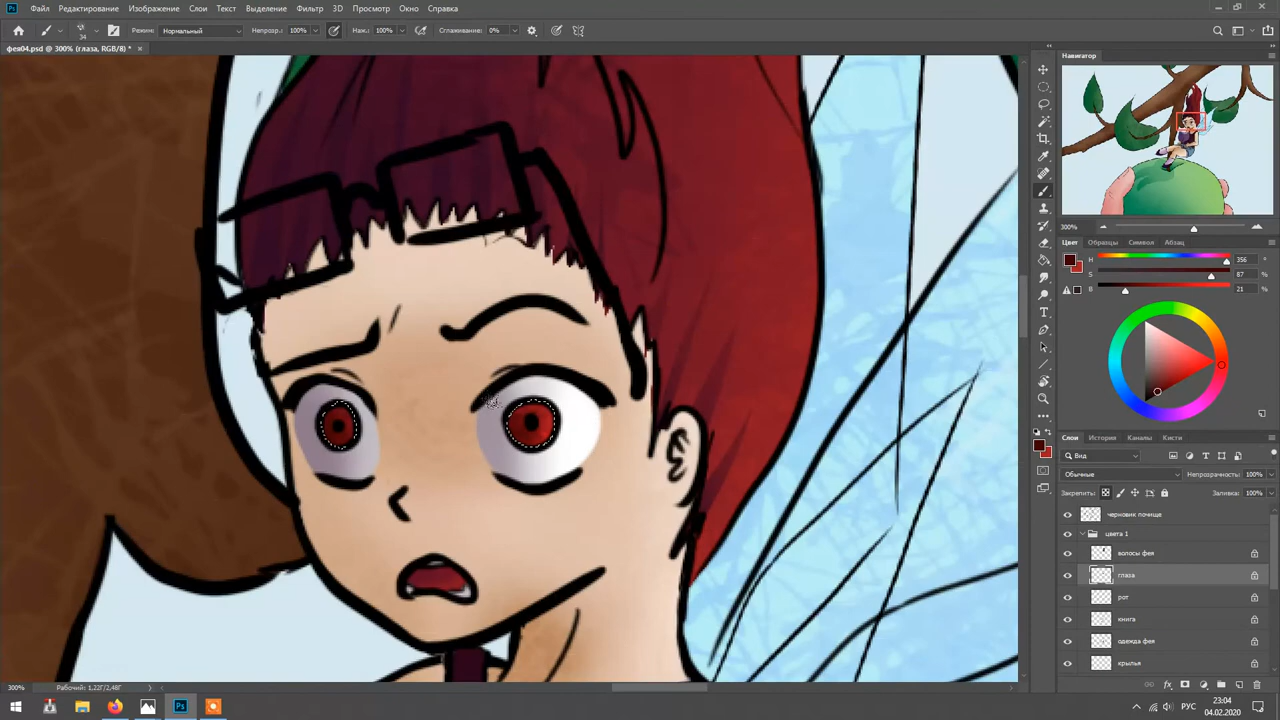 Файл Редактирование Изображение Слои Текст Выделение Фильтр 3D Просмотр Окно Справка
34 Режим: Нормальный Непрозр.: 100% Наж.: 100% Сглаживание: 0%
фея04.psd @ 300% (глаза, RGB/8) * ×
Навигатор
300%
Цвет Образцы Символ Абзац
H 356 °
S 87 %
B 21 %
Слои История Каналы Кисти
Вид
Обычные Непрозрачность: 100%
Закрепить: Заливка: 100%
черновик почище
цвета 1
волосы фея
глаза
рот
книга
одежда фея
крылья
300% Рабочий: 1,22Г/2,48Г
РУС 23:04
04.02.2020